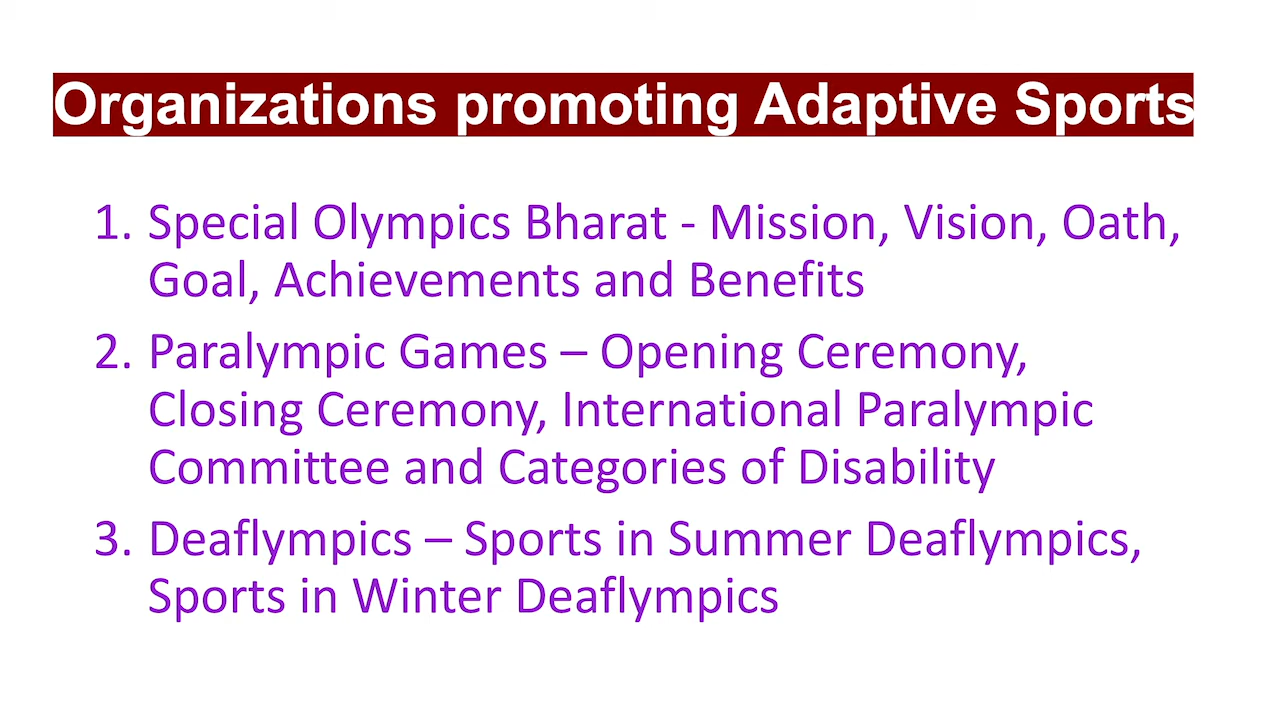 Organizations promoting Adaptive Sports
1. Special Olympics Bharat - Mission, Vision, Oath,
Goal, Achievements and Benefits
2. Paralympic Games – Opening Ceremony,
Closing Ceremony, International Paralympic
Committee and Categories of Disability
3. Deaflympics – Sports in Summer Deaflympics,
Sports in Winter Deaflympics